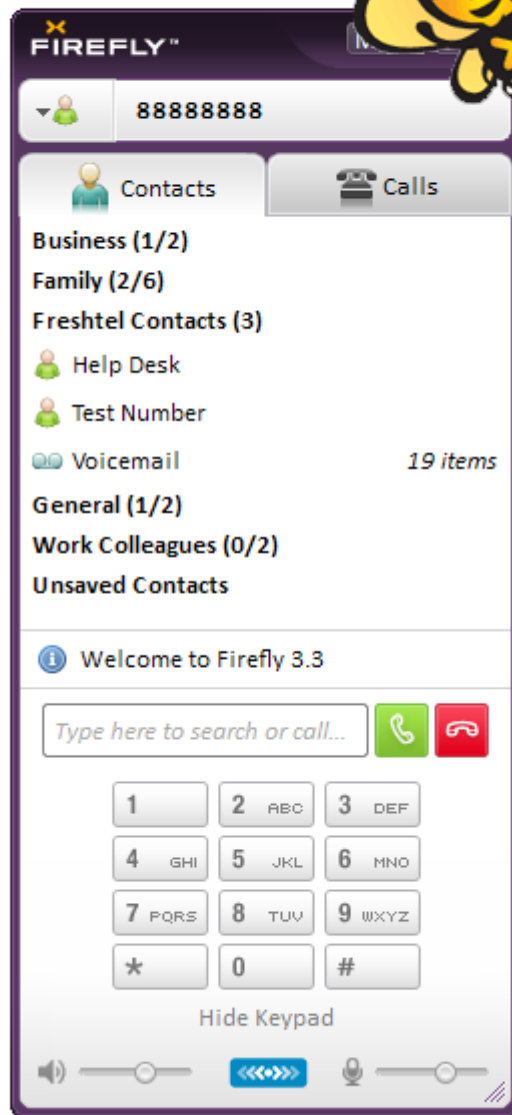 FIREFLY™
88888888
Contacts
Calls
Business (1/2)
Family (2/6)
Freshtel Contacts (3)
Help Desk
Test Number
Voicemail 19 items
General (1/2)
Work Colleagues (0/2)
Unsaved Contacts
Welcome to Firefly 3.3
Type here to search or call...
1 2 ABC 3 DEF
4 GHI 5 JKL 6 MNO
7 PQRS 8 TUV 9 WXYZ
* 0 #
Hide Keypad